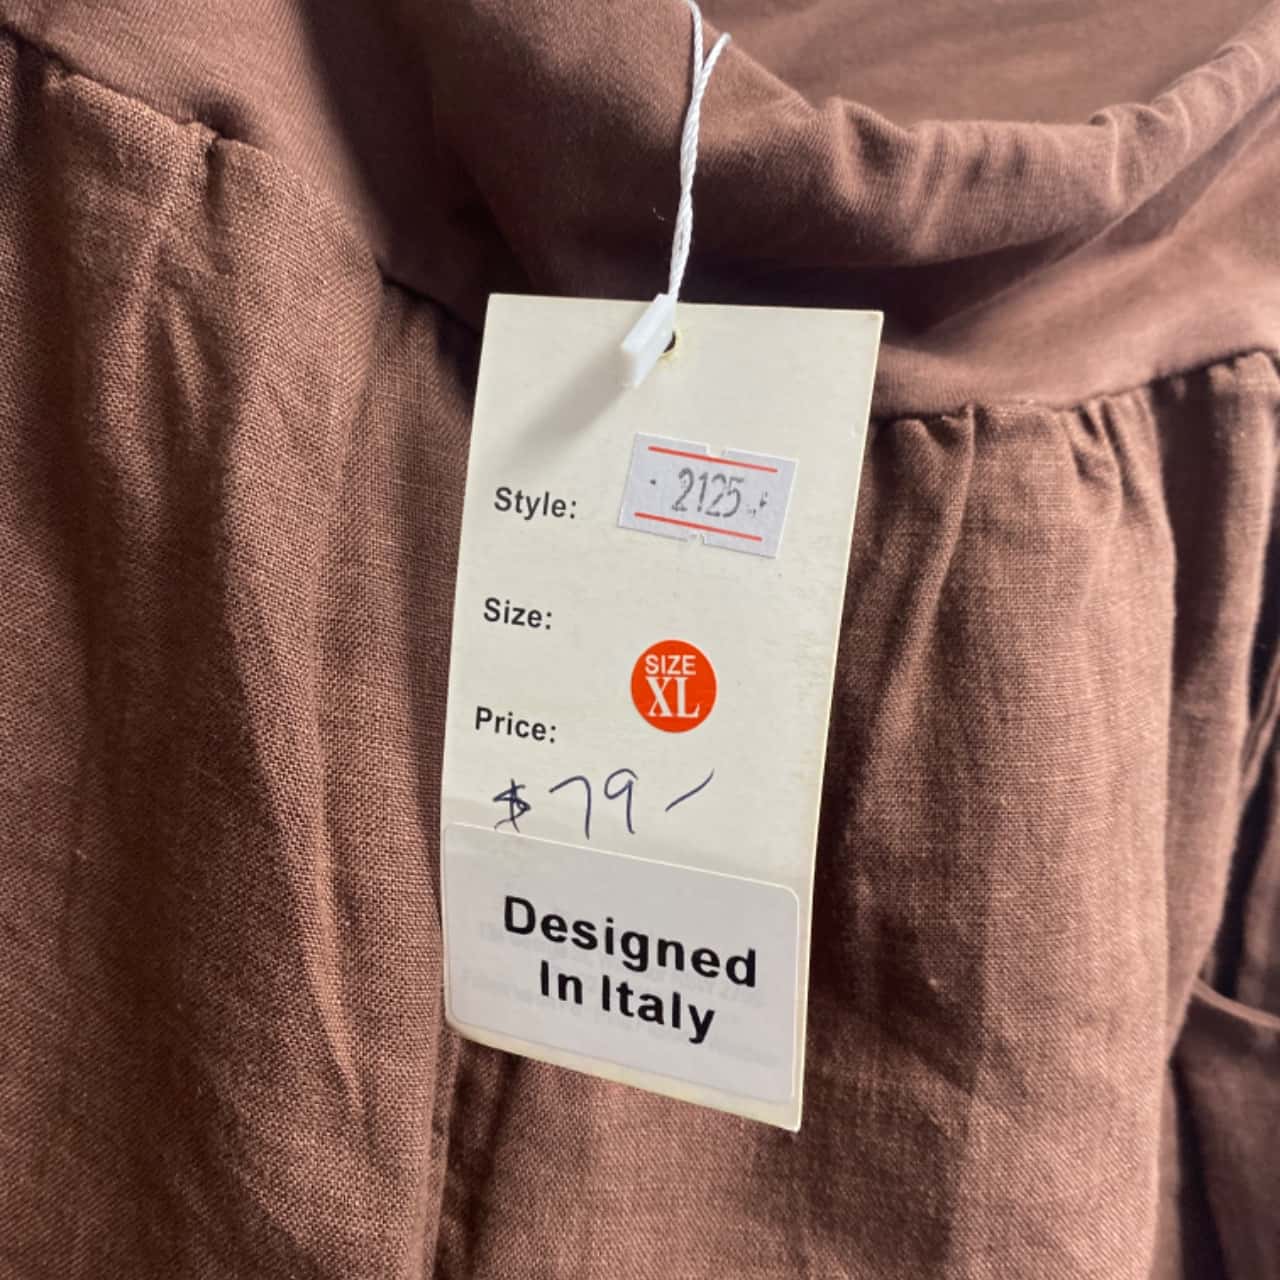 Style: 2125
Size:
SIZE
XL
Price:
$79/
Designed
In Italy